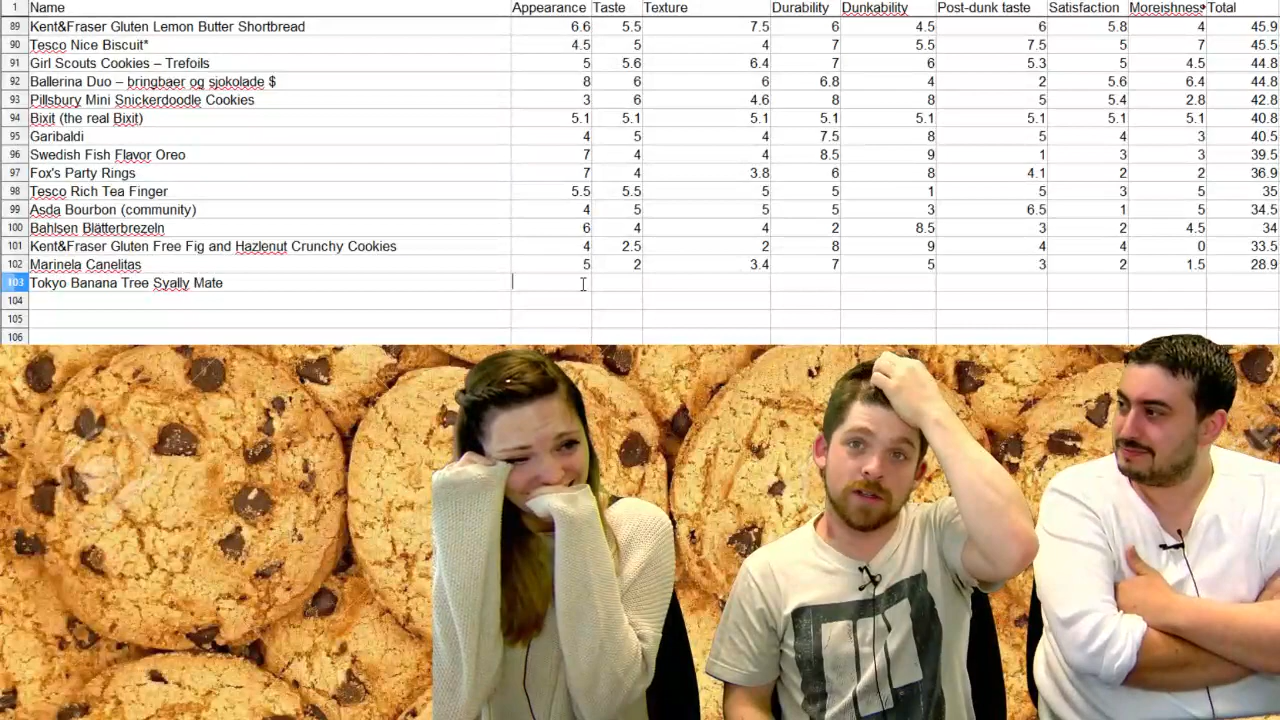 1 Name Appearance Taste Texture Durability Dunkability Post-dunk taste Satisfaction Moreishnes Total
89 Kent&Fraser Gluten Lemon Butter Shortbread 6.6 5.5 7.5 6 4.5 6 5.8 4 45.9
90 Tesco Nice Biscuit* 4.5 5 4 7 5.5 7.5 5 7 45.5
91 Girl Scouts Cookies – Trefoils 5 5.6 6.4 7 6 5.3 5 4.5 44.8
92 Ballerina Duo – bringbaer og sjokolade $ 8 6 6 6.8 4 2 5.6 6.4 44.8
93 Pillsbury Mini Snickerdoodle Cookies 3 6 4.6 8 8 5 5.4 2.8 42.8
94 Bixit (the real Bixit) 5.1 5.1 5.1 5.1 5.1 5.1 5.1 5.1 40.8
95 Garibaldi 4 5 4 7.5 8 5 4 3 40.5
96 Swedish Fish Flavor Oreo 7 4 4 8.5 9 1 3 3 39.5
97 Fox's Party Rings 7 4 3.8 6 8 4.1 2 2 36.9
98 Tesco Rich Tea Finger 5.5 5.5 5 5 1 5 3 5 35
99 Asda Bourbon (community) 4 5 5 5 3 6.5 1 5 34.5
100 Bahlsen Blätterbrezeln 6 4 4 2 8.5 3 2 4.5 34
101 Kent&Fraser Gluten Free Fig and Hazlenut Crunchy Cookies 4 2.5 2 8 9 4 4 0 33.5
102 Marinela Canelitas 5 2 3.4 7 5 3 2 1.5 28.9
103 Tokyo Banana Tree Syally Mate
104
105
106